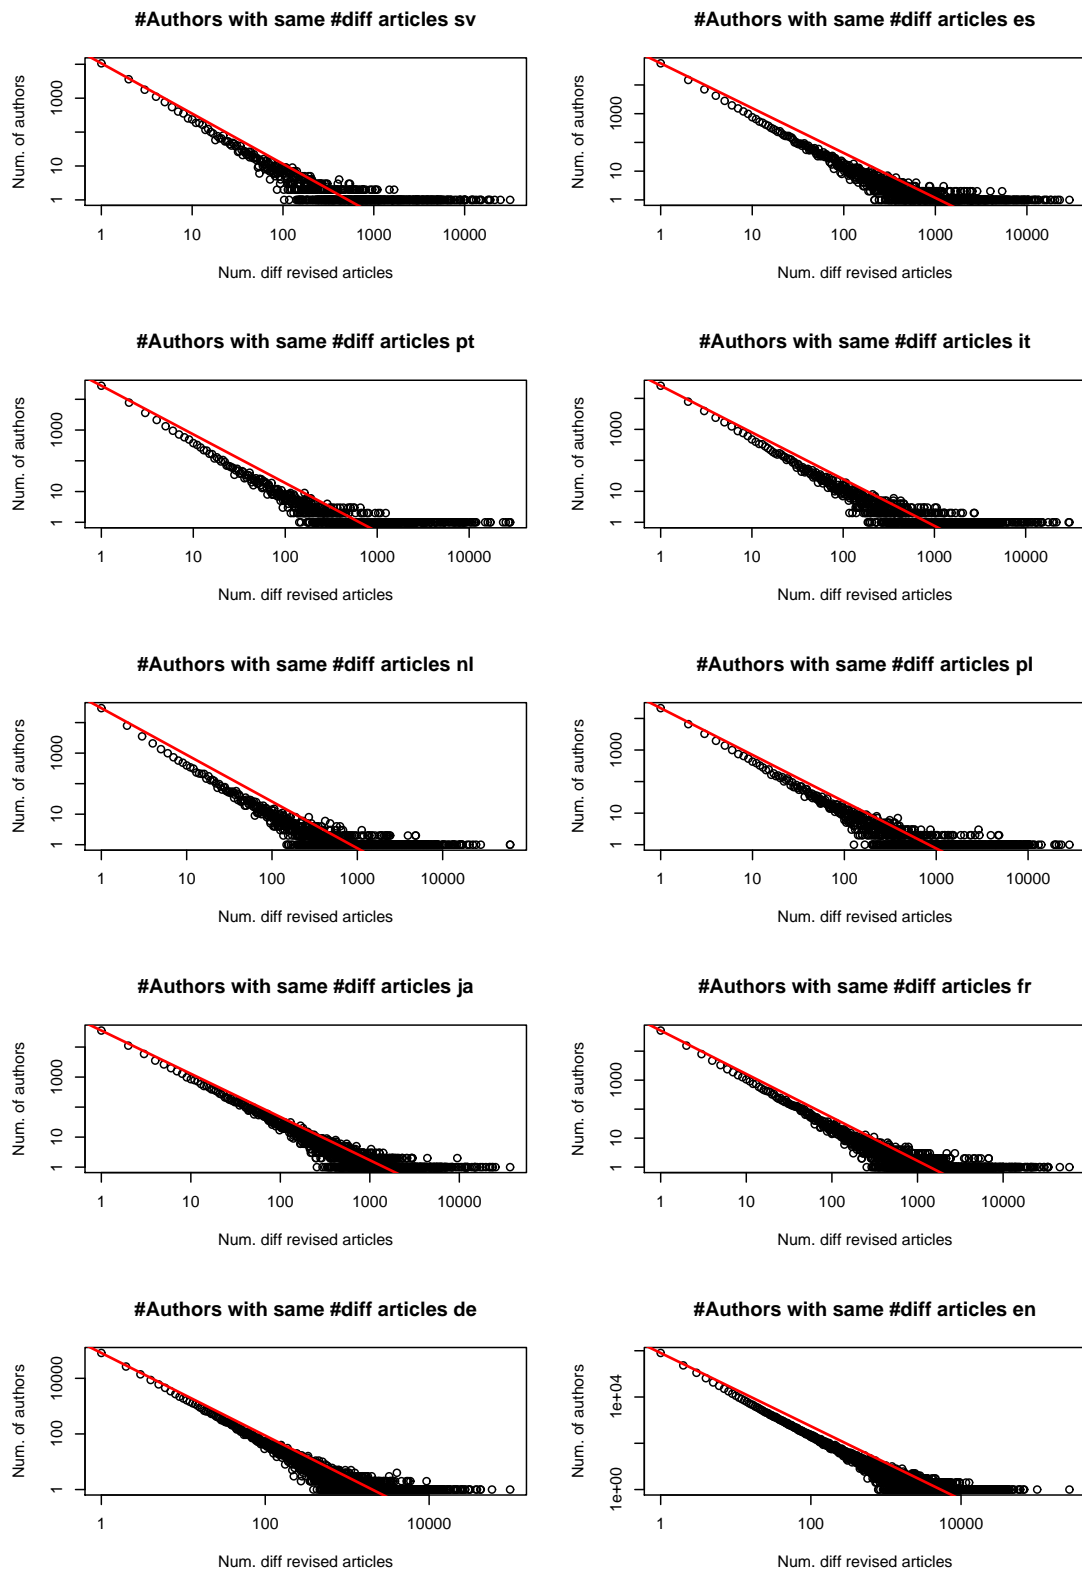 #Authors with same #diff articles sv
Num. of authors
1 10 1000
1 10 100 1000 10000
Num. diff revised articles
#Authors with same #diff articles es
Num. of authors
1 10 1000
1 10 100 1000 10000
Num. diff revised articles
#Authors with same #diff articles pt
Num. of authors
1 10 1000
1 10 100 1000 10000
Num. diff revised articles
#Authors with same #diff articles it
Num. of authors
1 10 1000
1 10 100 1000 10000
Num. diff revised articles
#Authors with same #diff articles nl
Num. of authors
1 10 1000
1 10 100 1000 10000
Num. diff revised articles
#Authors with same #diff articles pl
Num. of authors
1 10 1000
1 10 100 1000 10000
Num. diff revised articles
#Authors with same #diff articles ja
Num. of authors
1 10 1000
1 10 100 1000 10000
Num. diff revised articles
#Authors with same #diff articles fr
Num. of authors
1 10 1000
1 10 100 1000 10000
Num. diff revised articles
#Authors with same #diff articles de
Num. of authors
1 100 10000
1 100 10000
Num. diff revised articles
#Authors with same #diff articles en
Num. of authors
1e+00 1e+04
1 100 10000
Num. diff revised articles